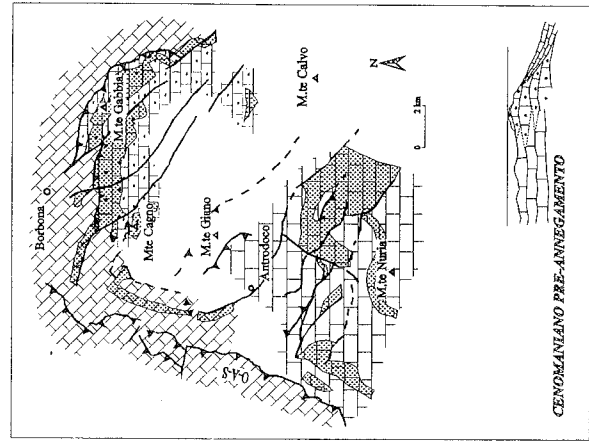 Borbona
M.te Gabbia
Mte Cagno
M.te Giano
M.te Calvo
Antrodoco
O-A-S
M.te Nuria
N
0 2 km
CENOMANIANO PRE-ANNEGAMENTO